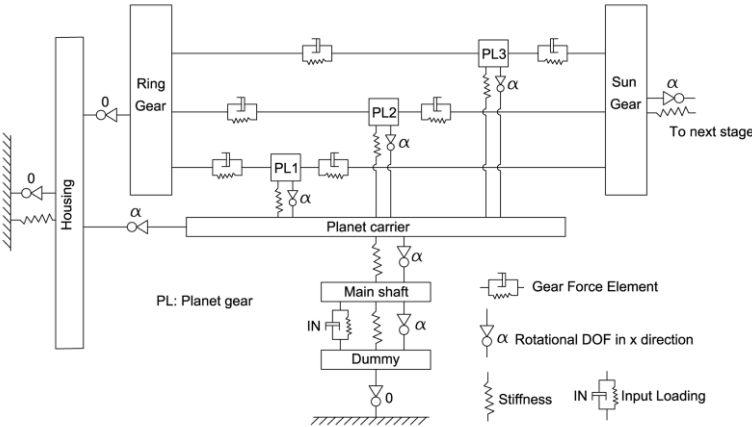 PL3
Ring
Gear
Sun
Gear
α
α
0
PL2
α
To next stage
PL1
α
0
Housing
α
Planet carrier
α
PL: Planet gear
Main shaft
Gear Force Element
IN
α
α Rotational DOF in x direction
Dummy
0
Stiffness
IN
Input Loading